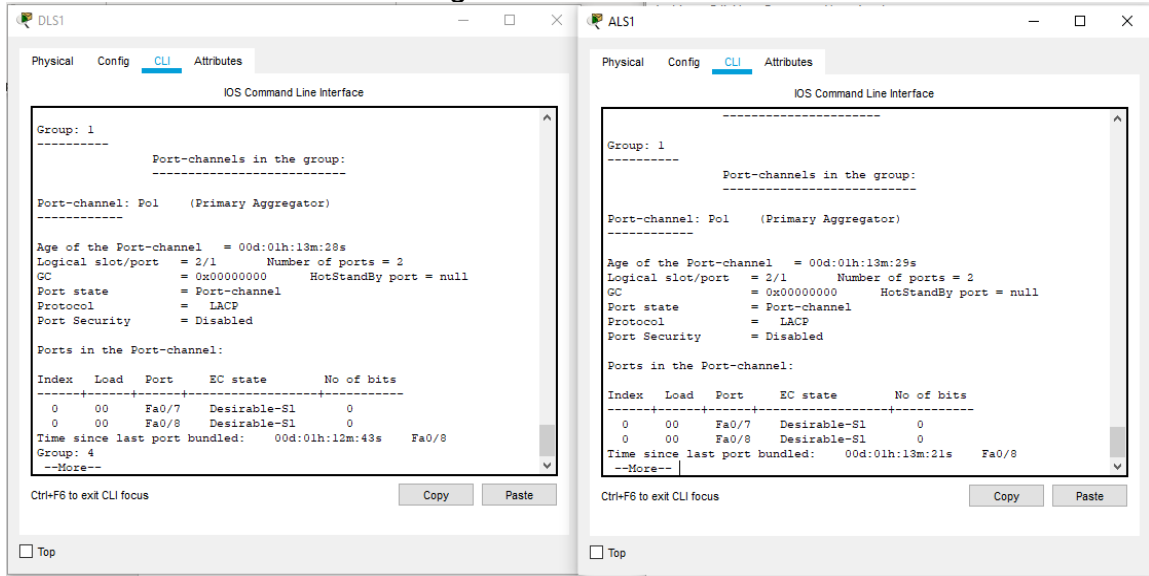 DLS1
Physical Config CLI Attributes
IOS Command Line Interface
Group: 1
----------
Port-channels in the group:
---------------------------
Port-channel: Po1    (Primary Aggregator)
------------
Age of the Port-channel   = 00d:01h:13m:28s
Logical slot/port   = 2/1       Number of ports = 2
GC                  = 0x00000000      HotStandBy port = null
Port state          = Port-channel
Protocol            =   LACP
Port Security       = Disabled
Ports in the Port-channel:
Index   Load   Port     EC state        No of bits
------+------+------+------------------+-----------
0     00     Fa0/7    Desirable-Sl       0
0     00     Fa0/8    Desirable-Sl       0
Time since last port bundled:    00d:01h:12m:43s    Fa0/8
Group: 4
--More--
Ctrl+F6 to exit CLI focus
Copy Paste
Top
ALS1
Physical Config CLI Attributes
IOS Command Line Interface
----------------------
Group: 1
----------
Port-channels in the group:
---------------------------
Port-channel: Po1    (Primary Aggregator)
------------
Age of the Port-channel   = 00d:01h:13m:29s
Logical slot/port   = 2/1       Number of ports = 2
GC                  = 0x00000000      HotStandBy port = null
Port state          = Port-channel
Protocol            =   LACP
Port Security       = Disabled
Ports in the Port-channel:
Index   Load   Port     EC state        No of bits
------+------+------+------------------+-----------
0     00     Fa0/7    Desirable-Sl       0
0     00     Fa0/8    Desirable-Sl       0
Time since last port bundled:    00d:01h:13m:21s    Fa0/8
--More--
Ctrl+F6 to exit CLI focus
Copy Paste
Top